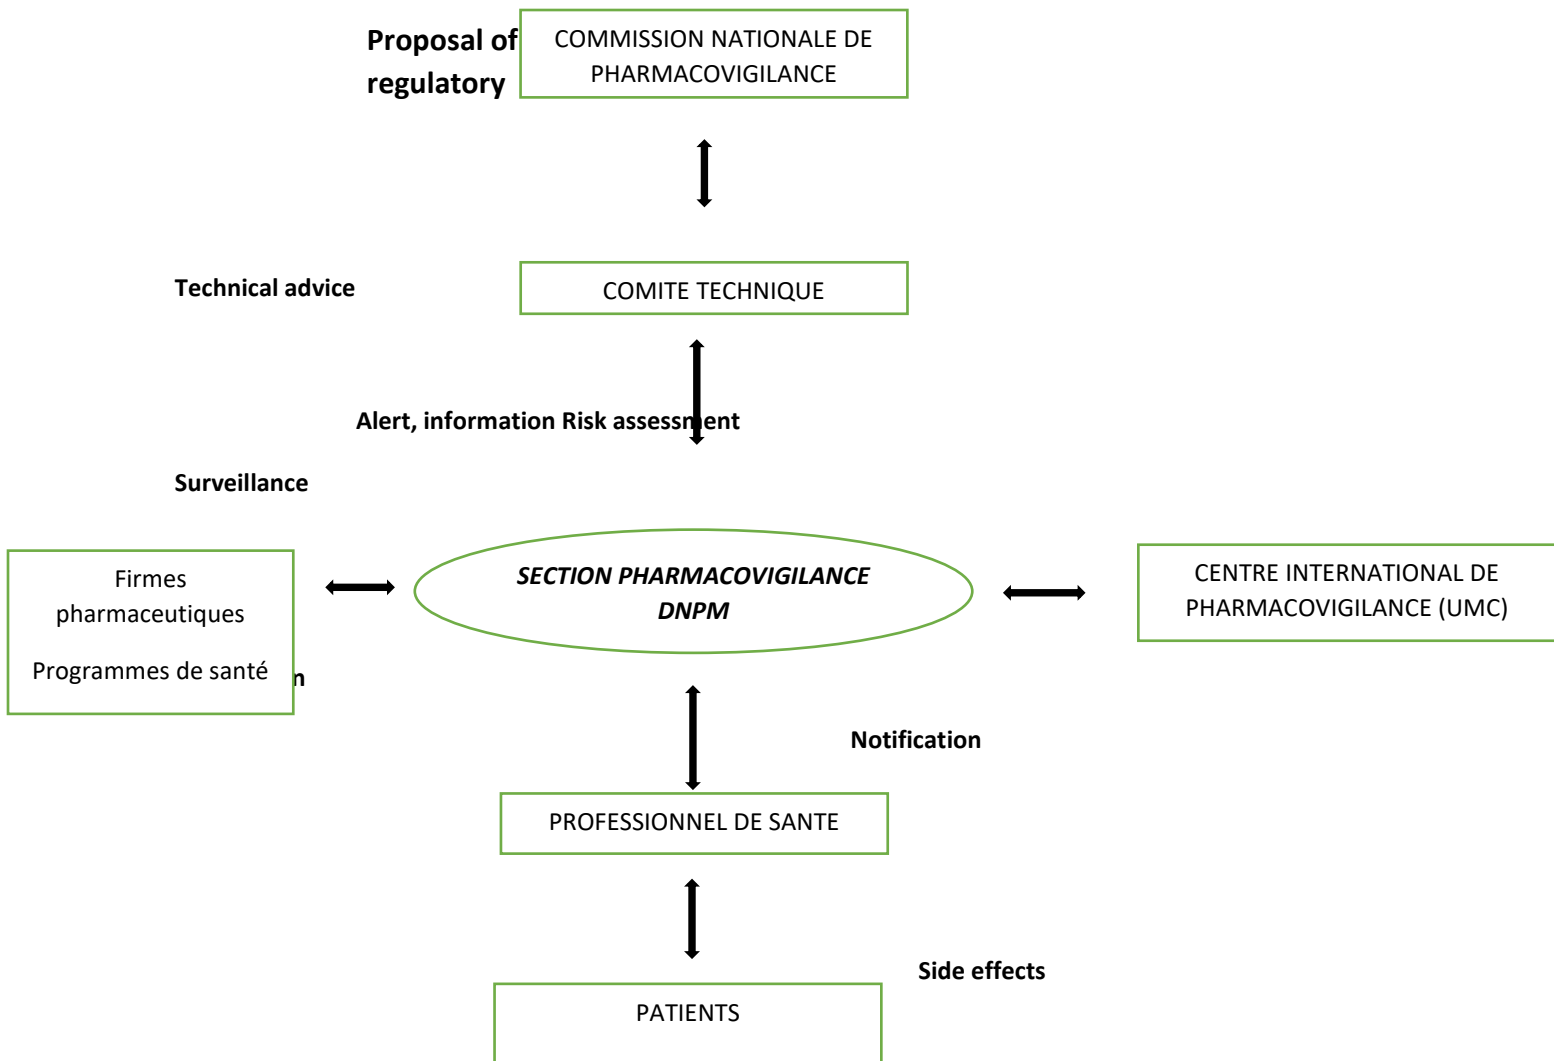 Proposal of
regulatory
COMMISSION NATIONALE DE
PHARMACOVIGILANCE
Technical advice
COMITE TECHNIQUE
Alert, information Risk assessment
Surveillance
Firmes
pharmaceutiques
Programmes de santé
n
SECTION PHARMACOVIGILANCE
DNPM
CENTRE INTERNATIONAL DE
PHARMACOVIGILANCE (UMC)
Notification
PROFESSIONNEL DE SANTE
Side effects
PATIENTS